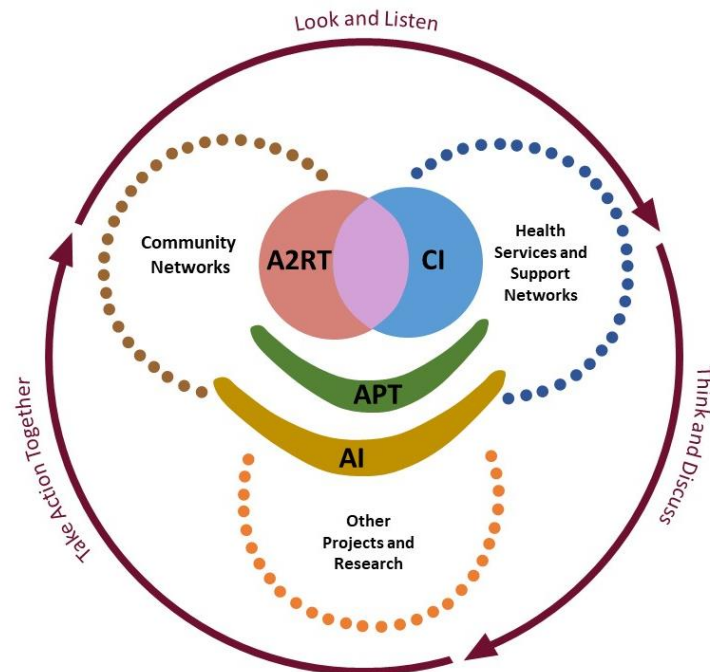 Look and Listen
Community
Networks
A2RT
CI
Health
Services and
Support
Networks
APT
AI
Other
Projects and
Research
Think and Discuss
Take Action Together